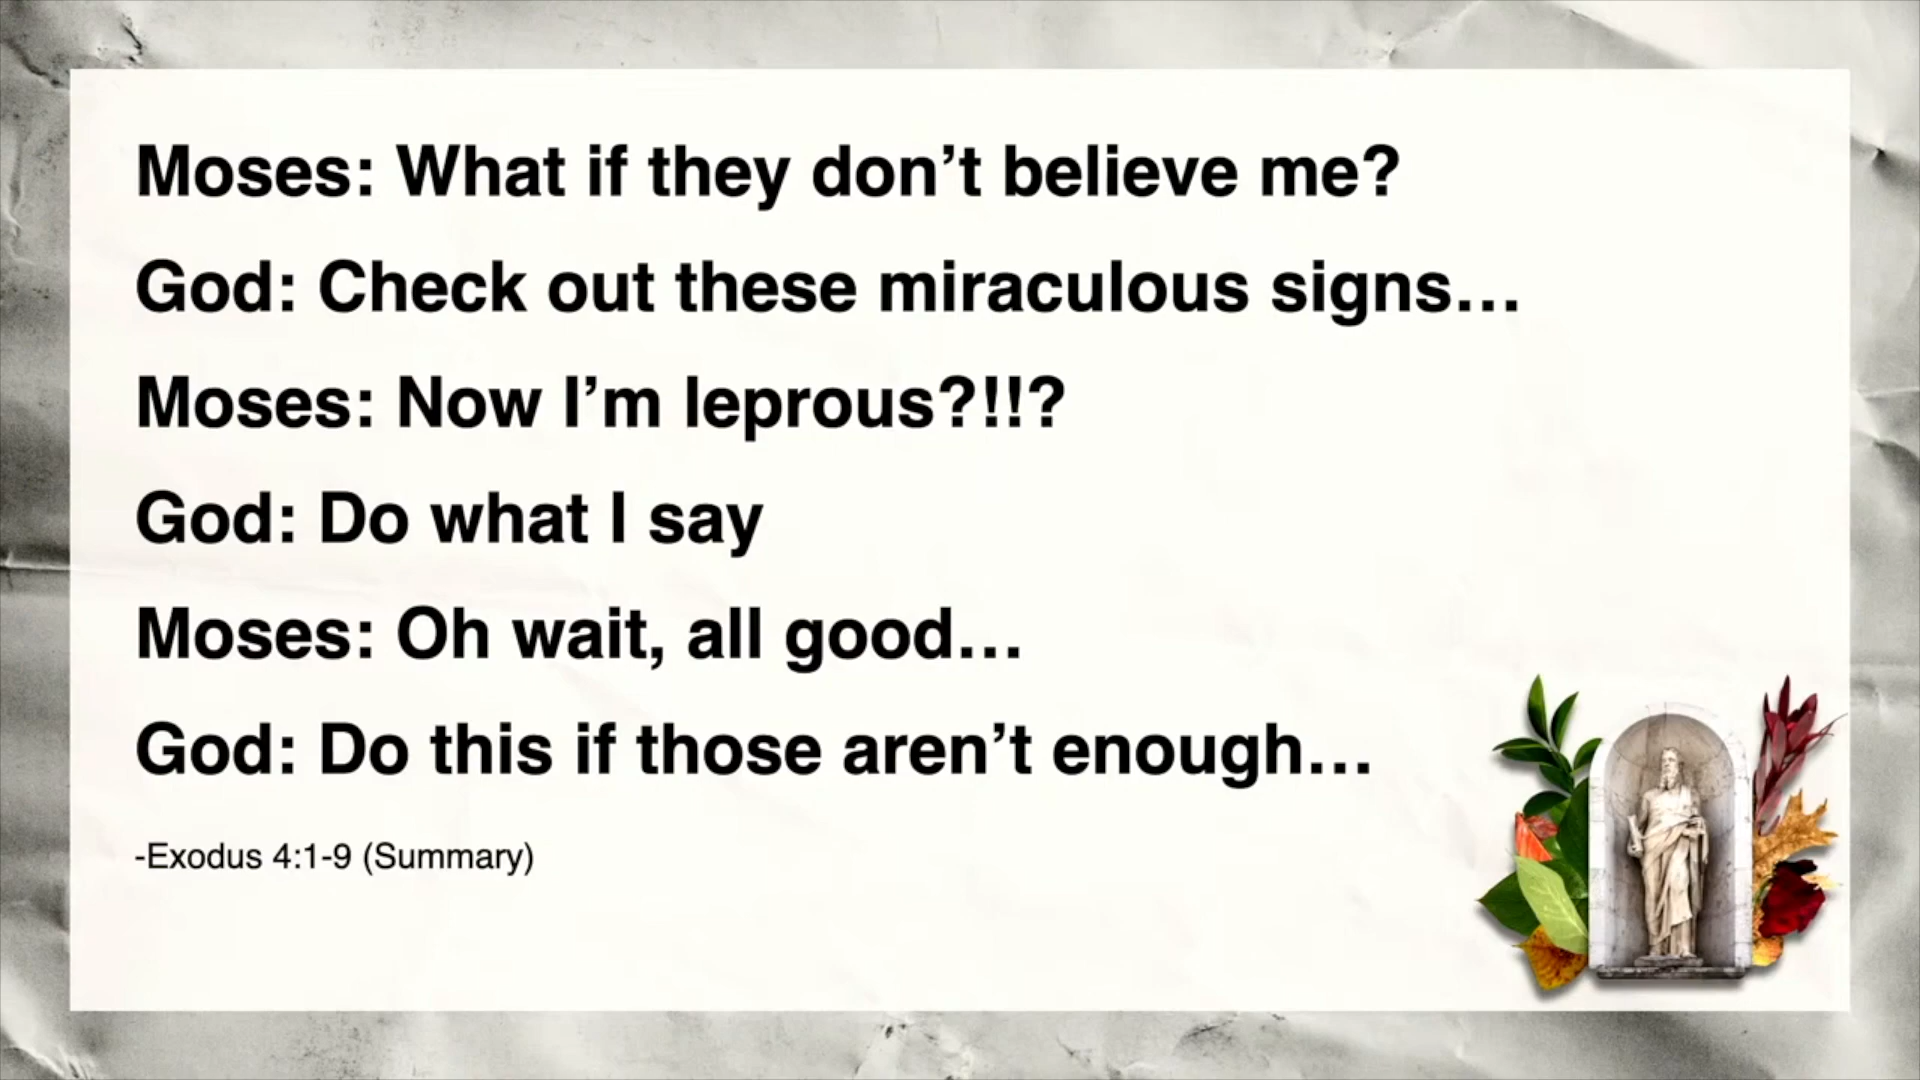 Moses: What if they don’t believe me?
God: Check out these miraculous signs…
Moses: Now I’m leprous?!!?
God: Do what I say
Moses: Oh wait, all good…
God: Do this if those aren’t enough…
-Exodus 4:1-9 (Summary)